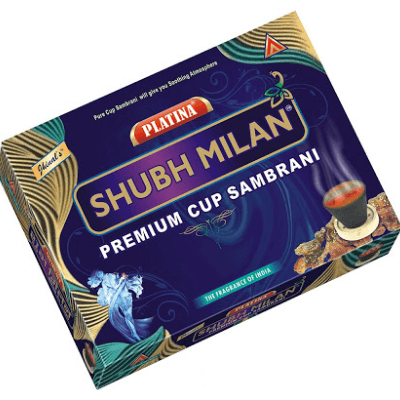 Pure Cup Sambrani will give you Soothing Atmosphere
PLATINA
SHUBH MILAN
PREMIUM CUP SAMBRANI
THE FRAGRANCE OF INDIA
PLATINA
SHUBH MILAN